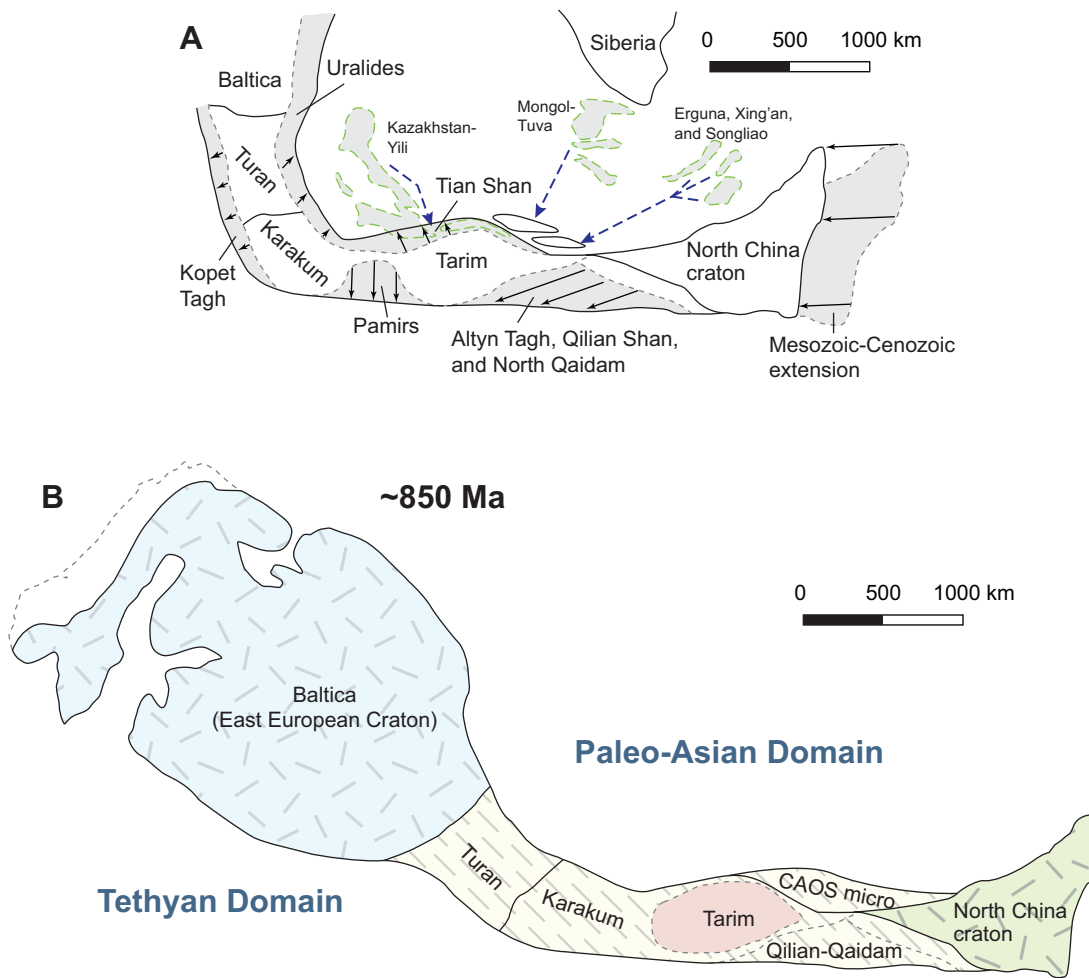 A
Siberia
0 500 1000 km
Baltica
Uralides
Kazakhstan-
Yili
Mongol-
Tuva
Erguna, Xing'an,
and Songliao
Turan
Tian Shan
Karakum
Tarim
North China
craton
Kopet
Tagh
Pamirs
Altyn Tagh, Qilian Shan,
and North Qaidam
Mesozoic-Cenozoic
extension
B
~850 Ma
0 500 1000 km
Baltica
(East European Craton)
Paleo-Asian Domain
Tethyan Domain
Turan
Karakum
Tarim
CAOS micro
Qilian-Qaidam
North China
craton